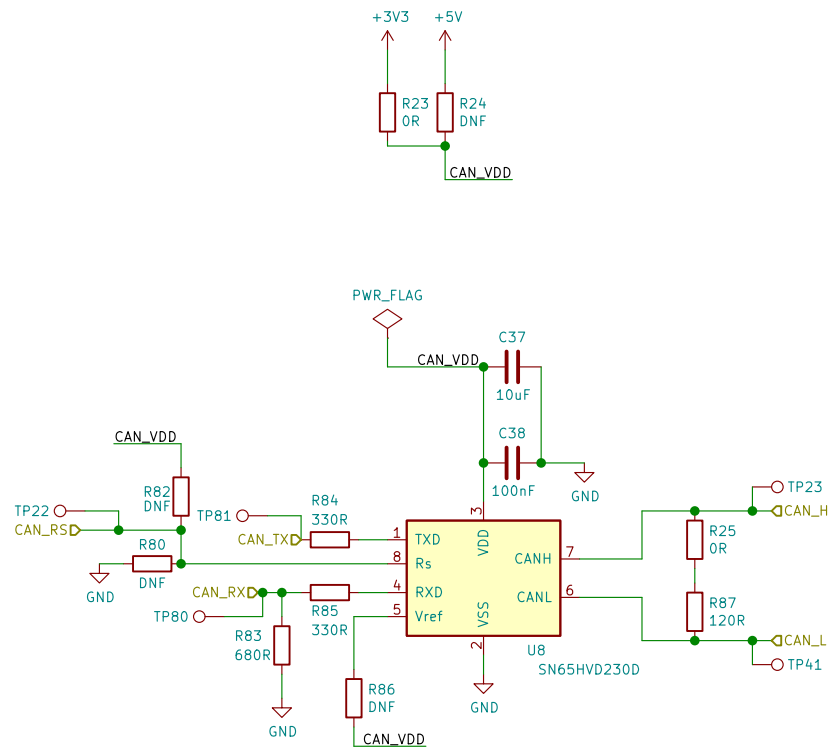 +3V3
+5V
R23
0R
R24
DNF
CAN_VDD
PWR_FLAG
C37
CAN_VDD
10uF
C38
100nF
GND
CAN_VDD
R82
DNF
TP22
CAN_RS
TP81
CAN_TX
R84
330R
R80
DNF
GND
CAN_RX
TP80
R85
330R
R83
680R
GND
R86
DNF
CAN_VDD
1
TXD
8
Rs
4
RXD
5
Vref
3
VDD
CANH
7
CANL
6
VSS
2
U8
SN65HVD230D
GND
TP23
CAN_H
R25
0R
R87
120R
CAN_L
TP41